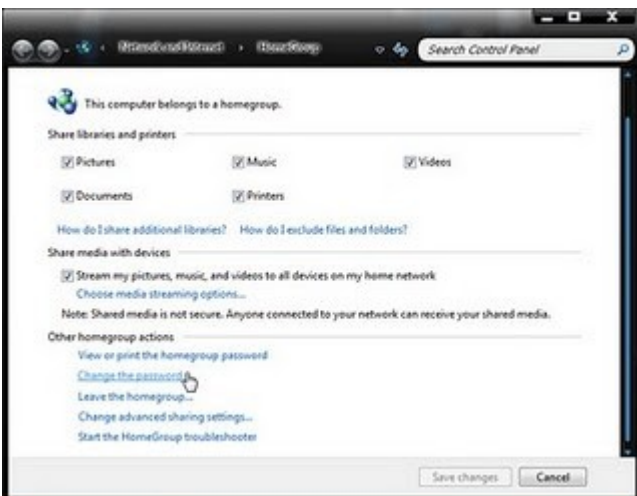 Network and Internet HomeGroup Search Control Panel
This computer belongs to a homegroup.
Share libraries and printers
Pictures Music Videos
Documents Printers
How do I share additional libraries? How do I exclude files and folders?
Share media with devices
Stream my pictures, music, and videos to all devices on my home network
Choose media streaming options...
Note: Shared media is not secure. Anyone connected to your network can receive your shared media.
Other homegroup actions
View or print the homegroup password
Change the password
Leave the homegroup...
Change advanced sharing settings...
Start the HomeGroup troubleshooter
Save changes Cancel